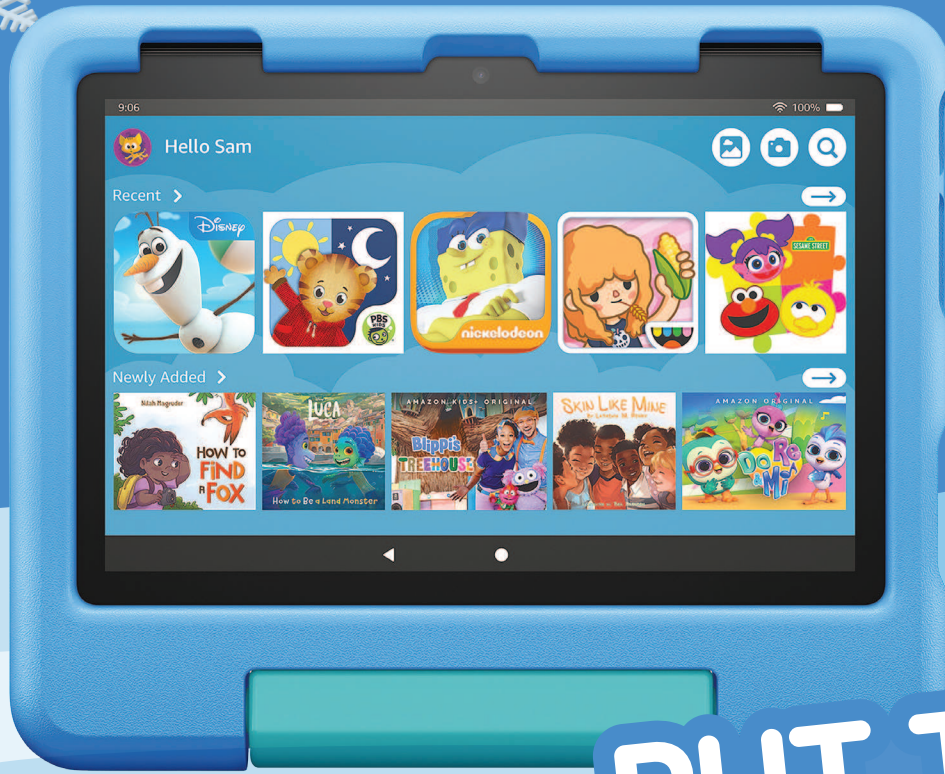 9:06
100%
Hello Sam
Recent
Disney
PBS
KIDS
nickelodeon
SESAME STREET
Newly Added
HOW TO
FIND
A FOX
LUCA
How to Be a Land Monster
AMAZON KIDS+ ORIGINAL
Blippi's
TREEHOUSE
SKIN LIKE MINE
AMAZON ORIGINAL
Do Re
& Mi
PUT